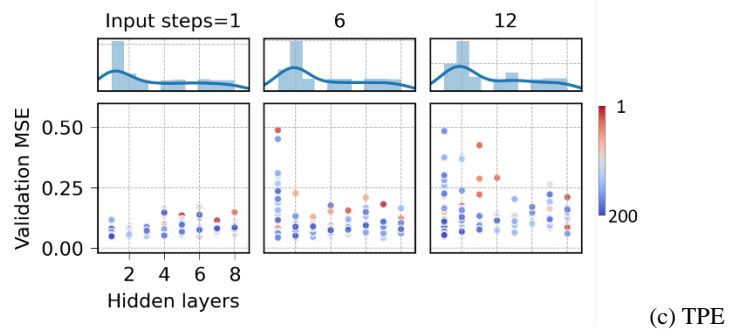 Input steps=1 6 12
Validation MSE
0.50
0.25
0.00
2 4 6 8
Hidden layers
1
200
(c) TPE